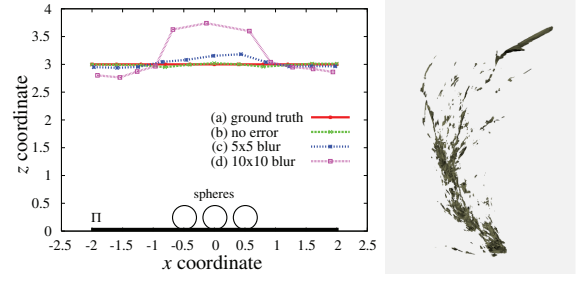 4
3.5
3
2.5
2
1.5
1
0.5
0
z coordinate
(a) ground truth
(b) no error
(c) 5x5 blur
(d) 10x10 blur
spheres
Π
-2.5 -2 -1.5 -1 -0.5 0 0.5 1 1.5 2 2.5
x coordinate